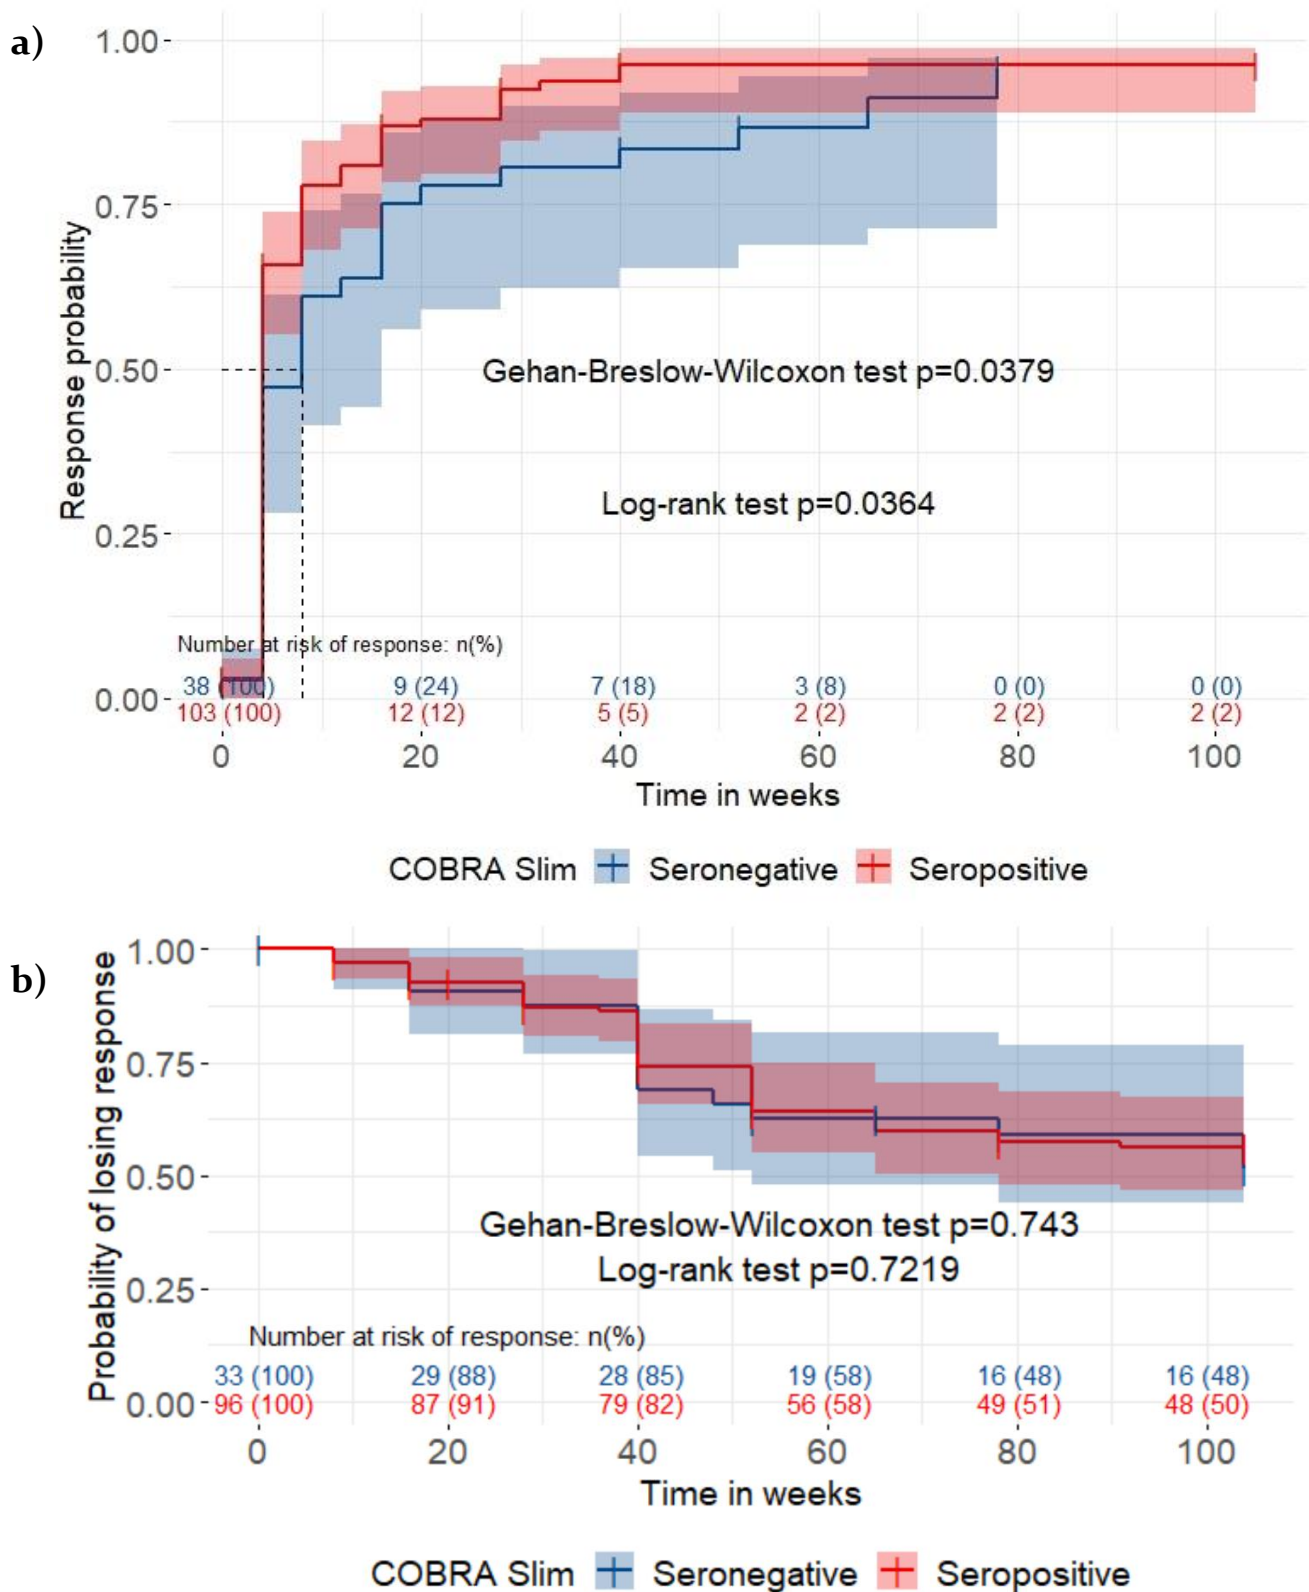 a)
Response probability
1.00
0.75
0.50
0.25
0.00
Gehan-Breslow-Wilcoxon test p=0.0379
Log-rank test p=0.0364
Number at risk of response: n(%)
38 (100) 9 (24) 7 (18) 3 (8) 0 (0) 0 (0)
103 (100) 12 (12) 5 (5) 2 (2) 2 (2) 2 (2)
0 20 40 60 80 100
Time in weeks
COBRA Slim Seronegative Seropositive
b)
Probability of losing response
1.00
0.75
0.50
0.25
0.00
Gehan-Breslow-Wilcoxon test p=0.743
Log-rank test p=0.7219
Number at risk of response: n(%)
33 (100) 29 (88) 28 (85) 19 (58) 16 (48) 16 (48)
96 (100) 87 (91) 79 (82) 56 (58) 49 (51) 48 (50)
0 20 40 60 80 100
Time in weeks
COBRA Slim Seronegative Seropositive